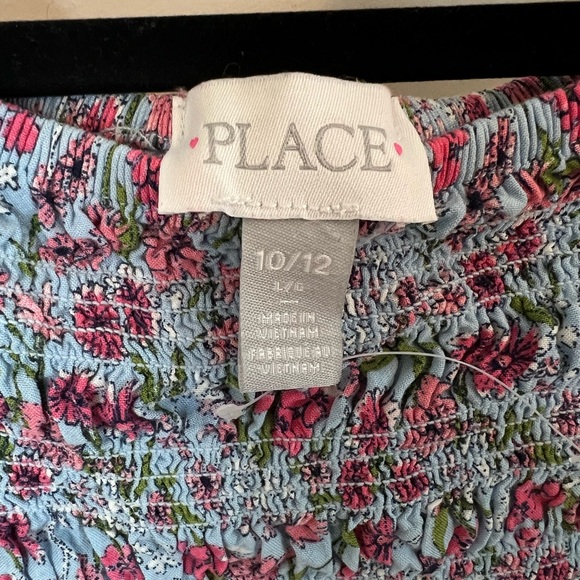 PLACE
10/12
L/G
MADE IN
VIETNAM
FABRIQUÉ AU
VIETNAM